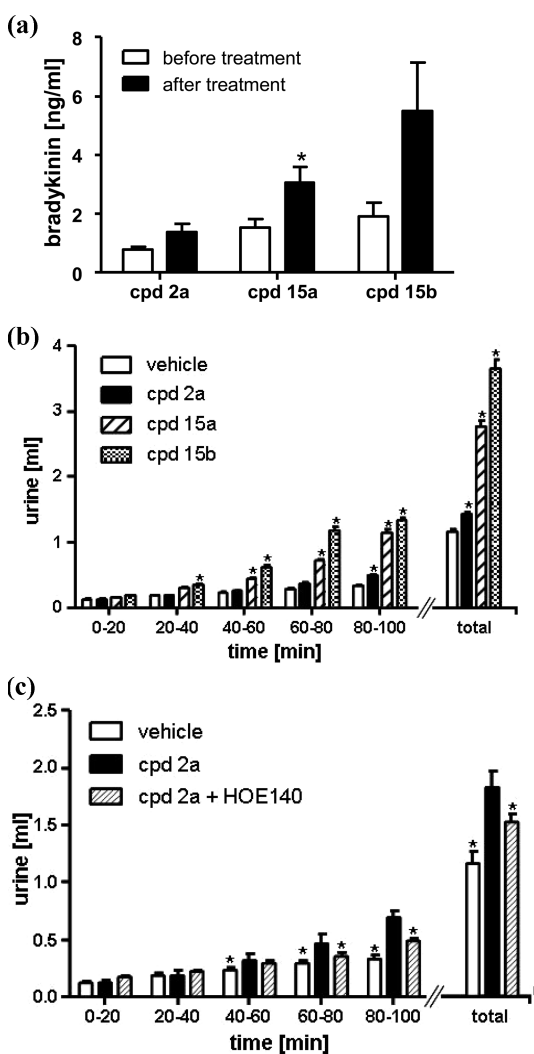 (a)
8
6
4
2
0
bradykinin [ng/ml]
before treatment
after treatment
*
cpd 2a cpd 15a cpd 15b
(b)
4
3
2
1
0
urine [ml]
vehicle
cpd 2a
cpd 15a
cpd 15b
* * * * * * * * * * *
0-20 20-40 40-60 60-80 80-100 total
time [min]
(c)
2.5
2.0
1.5
1.0
0.5
0.0
urine [ml]
vehicle
cpd 2a
cpd 2a + HOE140
* * * * * * *
0-20 20-40 40-60 60-80 80-100 total
time [min]